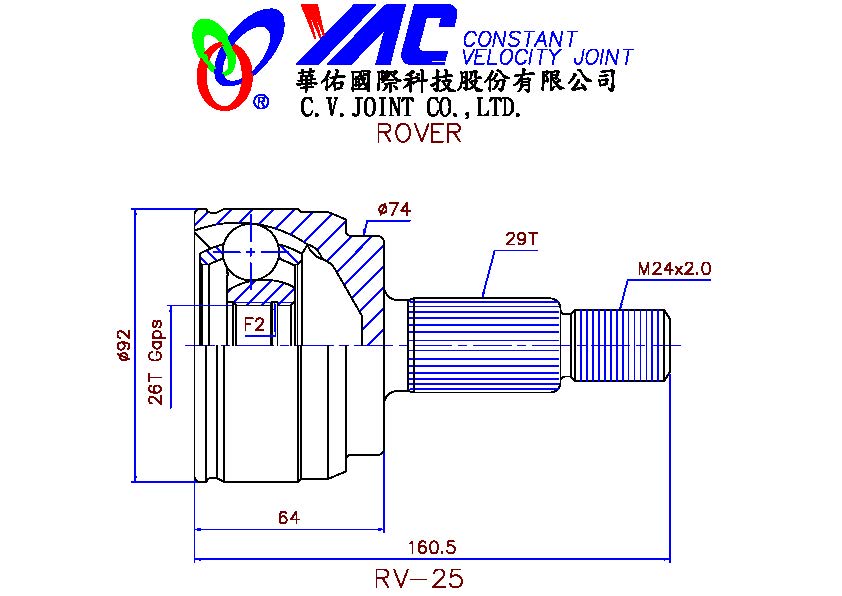 YAC CONSTANT
VELOCITY JOINT
®
華佑國際科技股份有限公司
C.V.JOINT CO.,LTD.
ROVER
ø74
29T
M24x2.0
F2
ø92
26T Gaps
64
160.5
RV-25